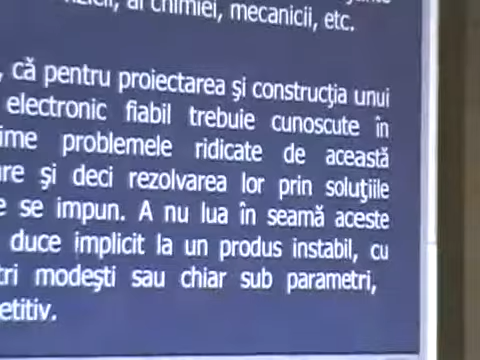 al chimiei, mecanicii, etc.
, că pentru proiectarea şi construcţia unui
electronic fiabil trebuie cunoscute în
ime problemele ridicate de această
re şi deci rezolvarea lor prin soluţiile
e se impun. A nu lua în seamă aceste
duce implicit la un produs instabil, cu
tri modeşti sau chiar sub parametri,
etitiv.